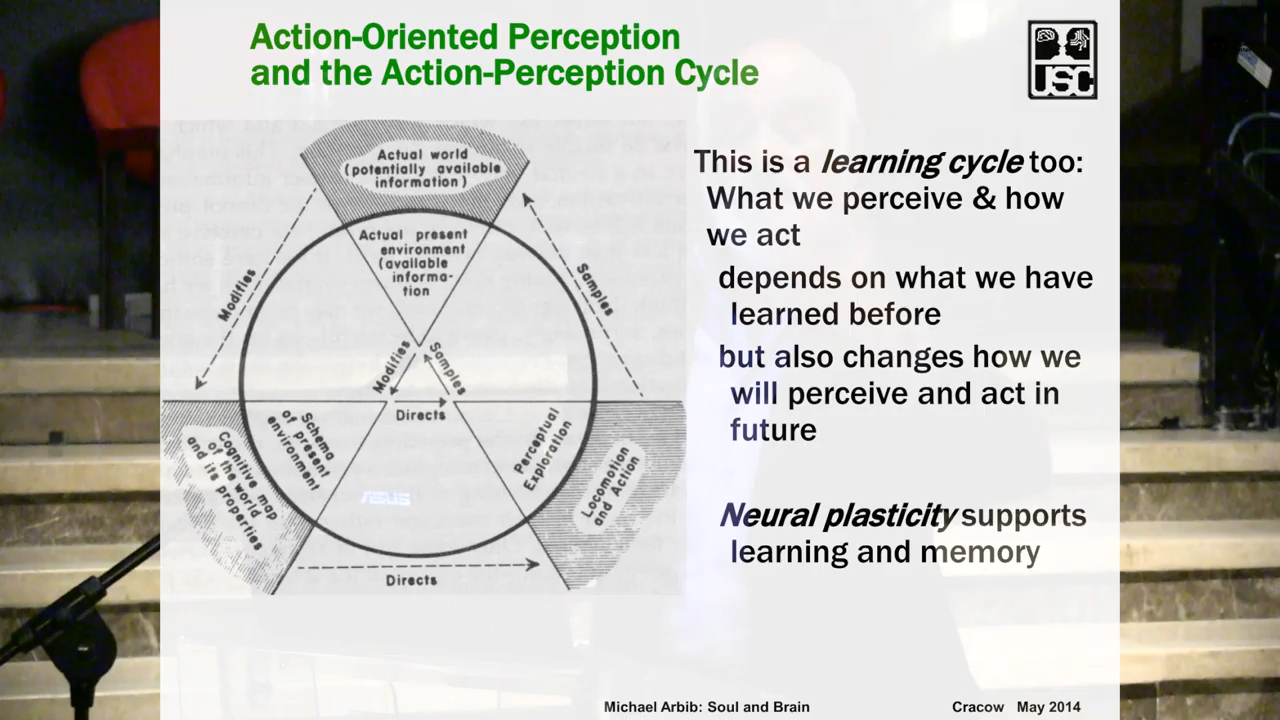 Action-Oriented Perception
and the Action-Perception Cycle
USC
Actual world
(potentially available
information)
Actual present
environment
(available
informa-
tion
Modifies
Samples
Modifies
Samples
Directs
Schema
of present
environment
Perceptual
Exploration
Cognitive map
of the world
and its properties
Locomotion
and Action
Directs
ASUS
This is a learning cycle too:
What we perceive & how
we act
depends on what we have
learned before
but also changes how we
will perceive and act in
future
Neural plasticity supports
learning and memory
Michael Arbib: Soul and Brain
Cracow May 2014